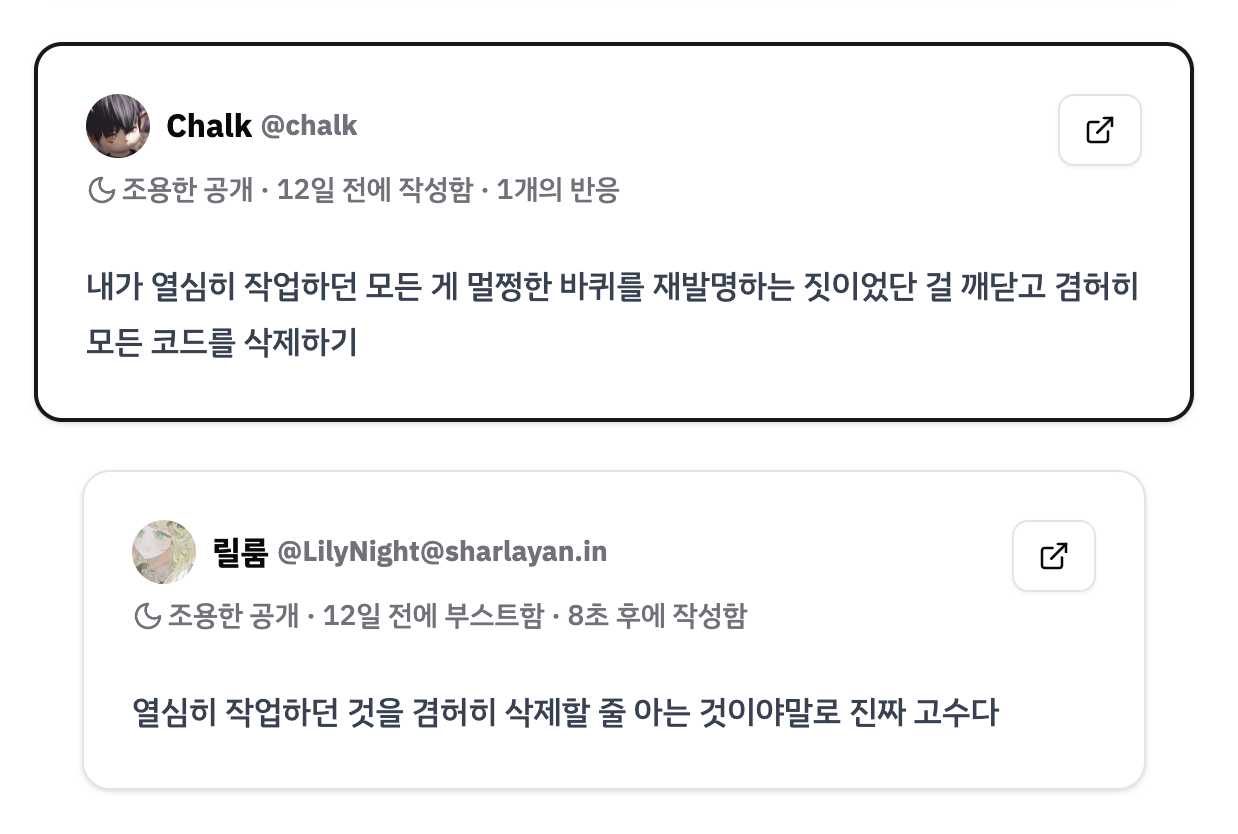 Chalk @chalk
조용한 공개 · 12일 전에 작성함 · 1개의 반응
내가 열심히 작업하던 모든 게 멀쩡한 바퀴를 재발명하는 짓이었단 걸 깨닫고 겸허히
모든 코드를 삭제하기
릴룸 @LilyNight@sharlayan.in
조용한 공개 · 12일 전에 부스트함 · 8초 후에 작성함
열심히 작업하던 것을 겸허히 삭제할 줄 아는 것이야말로 진짜 고수다